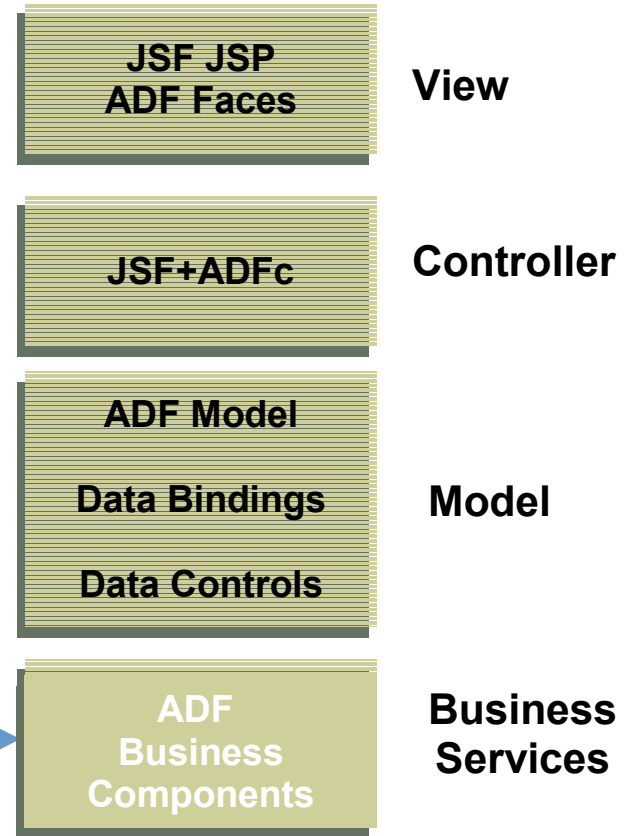 JSF JSP
ADF Faces
View
JSF+ADFc
Controller
ADF Model
Data Bindings
Data Controls
Model
ADF
Business
Components
Business
Services